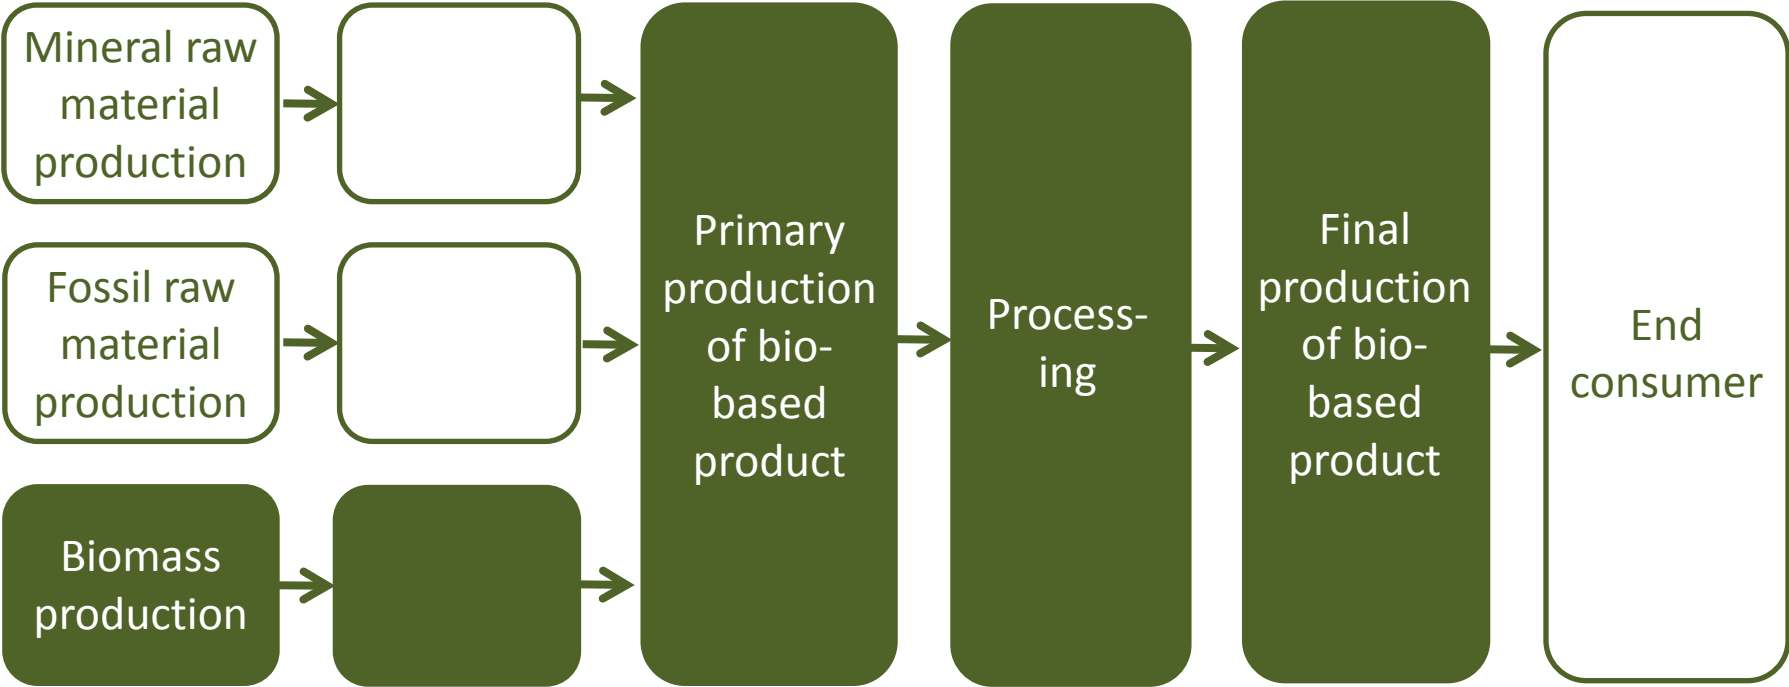 Mineral raw
material
production
Fossil raw
material
production
Biomass
production
Primary
production
of bio-
based
product
Process-
ing
Final
production
of bio-
based
product
End
consumer